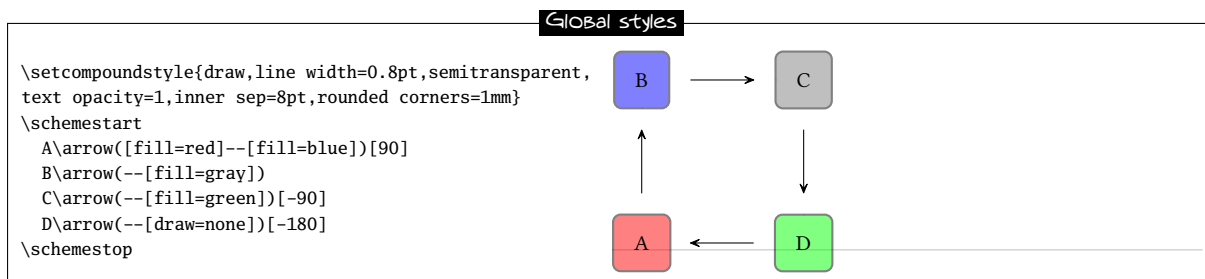 Global styles
\setcompoundstyle{draw,line width=0.8pt,semitransparent,
text opacity=1,inner sep=8pt,rounded corners=1mm}
\schemestart
A\arrow([fill=red]--[fill=blue])[90]
B\arrow(--[fill=gray])
C\arrow(--[fill=green])[-90]
D\arrow(--[draw=none])[-180]
\schemestop
B
C
A
D